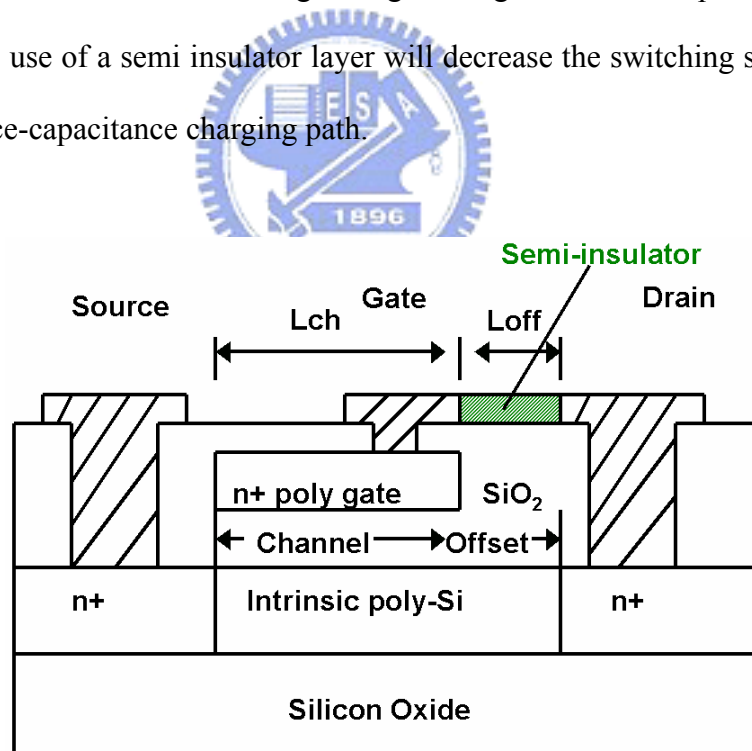 use of a semi insulator layer will decrease the switching
ce-capacitance charging path.
E S A
1896
Semi-insulator
Source Gate Drain
Lch Loff
n+ poly gate SiO₂
Channel Offset
n+ Intrinsic poly-Si n+
Silicon Oxide